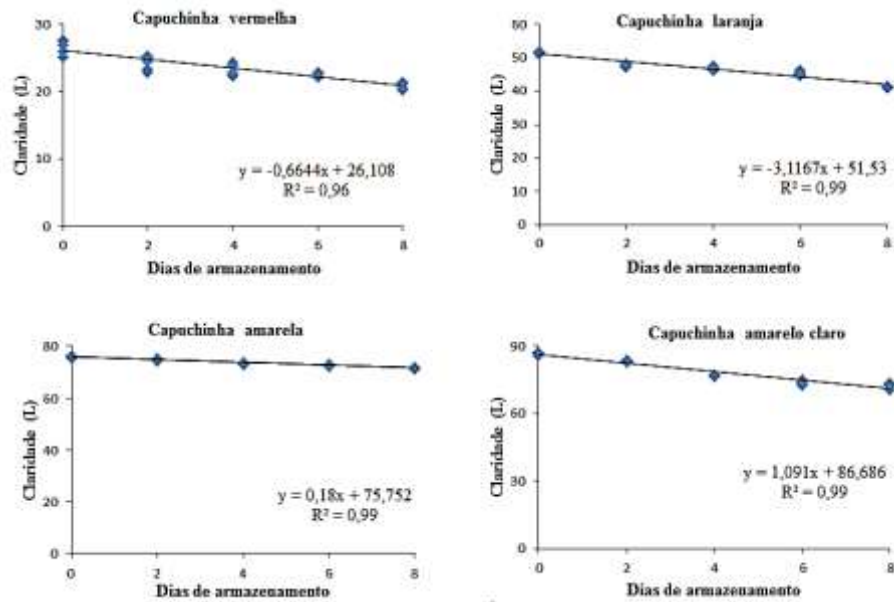 Capuchinha vermelha
30
20
10
0
Claridade (L)
y = -0,6644x + 26,108
R² = 0,96
0 2 4 6 8
Dias de armazenamento
Capuchinha laranja
60
50
40
30
20
10
0
Claridade (L)
y = -3,1167x + 51,53
R² = 0,99
0 2 4 6 8
Dias de armazenamento
Capuchinha amarela
80
60
40
20
0
Claridade (L)
y = 0,18x + 75,752
R² = 0,99
0 2 4 6 8
Dias de armazenamento
Capuchinha amarelo claro
90
60
30
0
Claridade (L)
y = 1,091x + 86,686
R² = 0,99
0 2 4 6 8
Dias de armazenamento